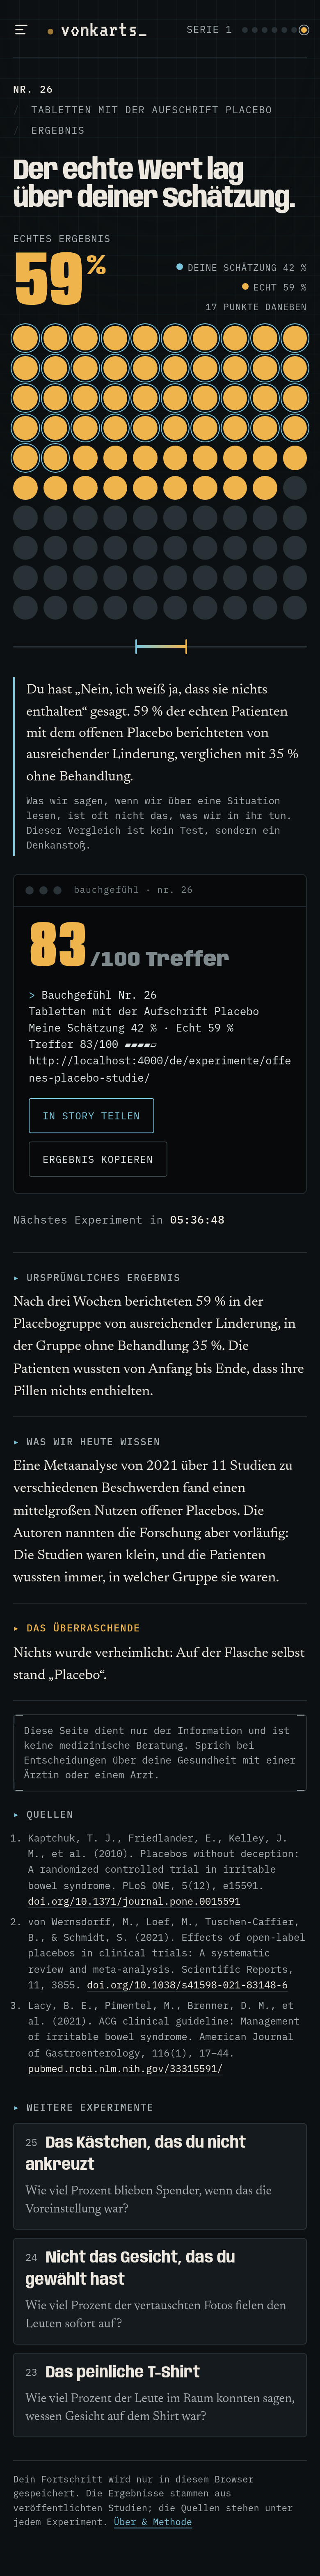 vonkarts_
SERIE 1
NR. 26
/ TABLETTEN MIT DER AUFSCHRIFT PLACEBO
/ ERGEBNIS
Der echte Wert lag
über deiner Schätzung.
ECHTES ERGEBNIS
59%
DEINE SCHÄTZUNG 42 %
ECHT 59 %
17 PUNKTE DANEBEN
Du hast „Nein, ich weiß ja, dass sie nichts
enthalten“ gesagt. 59 % der echten Patienten
mit dem offenen Placebo berichteten von
ausreichender Linderung, verglichen mit 35 %
ohne Behandlung.
Was wir sagen, wenn wir über eine Situation
lesen, ist oft nicht das, was wir in ihr tun.
Dieser Vergleich ist kein Test, sondern ein
Denkanstoß.
bauchgefühl · nr. 26
83/100 Treffer
> Bauchgefühl Nr. 26
Tabletten mit der Aufschrift Placebo
Meine Schätzung 42 % · Echt 59 %
Treffer 83/100 ▰▰▰▰▱
http://localhost:4000/de/experimente/offe
nes-placebo-studie/
IN STORY TEILEN
ERGEBNIS KOPIEREN
Nächstes Experiment in 05:36:48
▸ URSPRÜNGLICHES ERGEBNIS
Nach drei Wochen berichteten 59 % in der
Placebogruppe von ausreichender Linderung, in
der Gruppe ohne Behandlung 35 %. Die
Patienten wussten von Anfang bis Ende, dass ihre
Pillen nichts enthielten.
▸ WAS WIR HEUTE WISSEN
Eine Metaanalyse von 2021 über 11 Studien zu
verschiedenen Beschwerden fand einen
mittelgroßen Nutzen offener Placebos. Die
Autoren nannten die Forschung aber vorläufig:
Die Studien waren klein, und die Patienten
wussten immer, in welcher Gruppe sie waren.
▸ DAS ÜBERRASCHENDE
Nichts wurde verheimlicht: Auf der Flasche selbst
stand „Placebo“.
Diese Seite dient nur der Information und ist
keine medizinische Beratung. Sprich bei
Entscheidungen über deine Gesundheit mit einer
Ärztin oder einem Arzt.
▸ QUELLEN
1. Kaptchuk, T. J., Friedlander, E., Kelley, J.
M., et al. (2010). Placebos without deception:
A randomized controlled trial in irritable
bowel syndrome. PLoS ONE, 5(12), e15591.
doi.org/10.1371/journal.pone.0015591
2. von Wernsdorff, M., Loef, M., Tuschen-Caffier,
B., & Schmidt, S. (2021). Effects of open-label
placebos in clinical trials: A systematic
review and meta-analysis. Scientific Reports,
11, 3855. doi.org/10.1038/s41598-021-83148-6
3. Lacy, B. E., Pimentel, M., Brenner, D. M., et
al. (2021). ACG clinical guideline: Management
of irritable bowel syndrome. American Journal
of Gastroenterology, 116(1), 17–44.
pubmed.ncbi.nlm.nih.gov/33315591/
▸ WEITERE EXPERIMENTE
25 Das Kästchen, das du nicht
ankreuzt
Wie viel Prozent blieben Spender, wenn das die
Voreinstellung war?
24 Nicht das Gesicht, das du
gewählt hast
Wie viel Prozent der vertauschten Fotos fielen den
Leuten sofort auf?
23 Das peinliche T-Shirt
Wie viel Prozent der Leute im Raum konnten sagen,
wessen Gesicht auf dem Shirt war?
Dein Fortschritt wird nur in diesem Browser
gespeichert. Die Ergebnisse stammen aus
veröffentlichten Studien; die Quellen stehen unter
jedem Experiment. Über & Methode